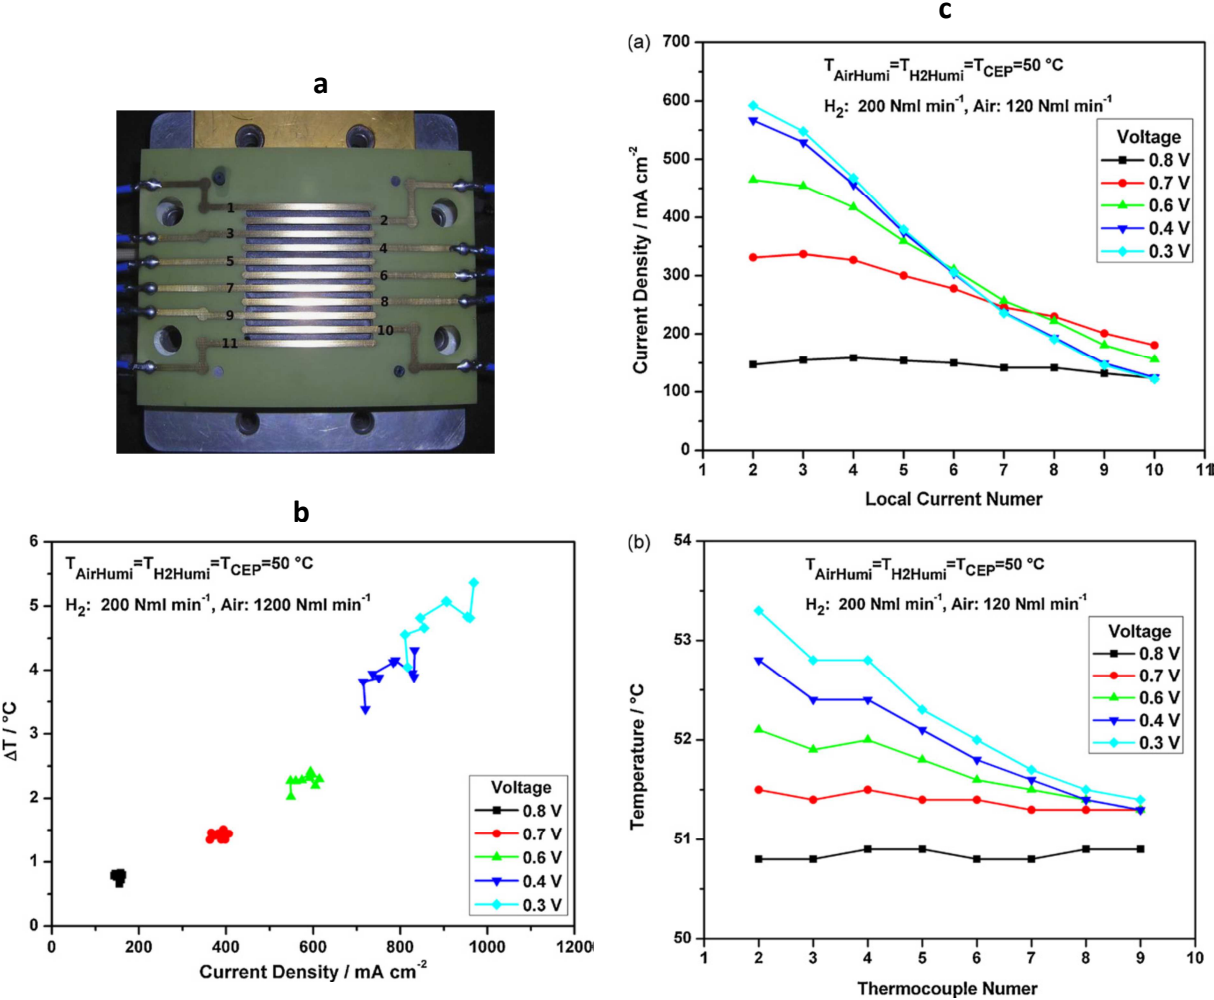 a
1
2
3
4
5
6
7
8
9
10
11
b
6
5
4
3
2
1
0
ΔT / °C
T_AirHumi=T_H2Humi=T_CEP=50 °C
H₂: 200 Nml min⁻¹, Air: 1200 Nml min⁻¹
Voltage
0.8 V
0.7 V
0.6 V
0.4 V
0.3 V
0 200 400 600 800 1000 1200
Current Density / mA cm⁻²
c
(a)
700
600
500
400
300
200
100
0
Current Density / mA cm⁻²
T_AirHumi=T_H2Humi=T_CEP=50 °C
H₂: 200 Nml min⁻¹, Air: 120 Nml min⁻¹
Voltage
0.8 V
0.7 V
0.6 V
0.4 V
0.3 V
1 2 3 4 5 6 7 8 9 10 11
Local Current Numer
(b)
54
53
52
51
50
Temperature / °C
T_AirHumi=T_H2Humi=T_CEP=50 °C
H₂: 200 Nml min⁻¹, Air: 120 Nml min⁻¹
Voltage
0.8 V
0.7 V
0.6 V
0.4 V
0.3 V
1 2 3 4 5 6 7 8 9 10
Thermocouple Numer